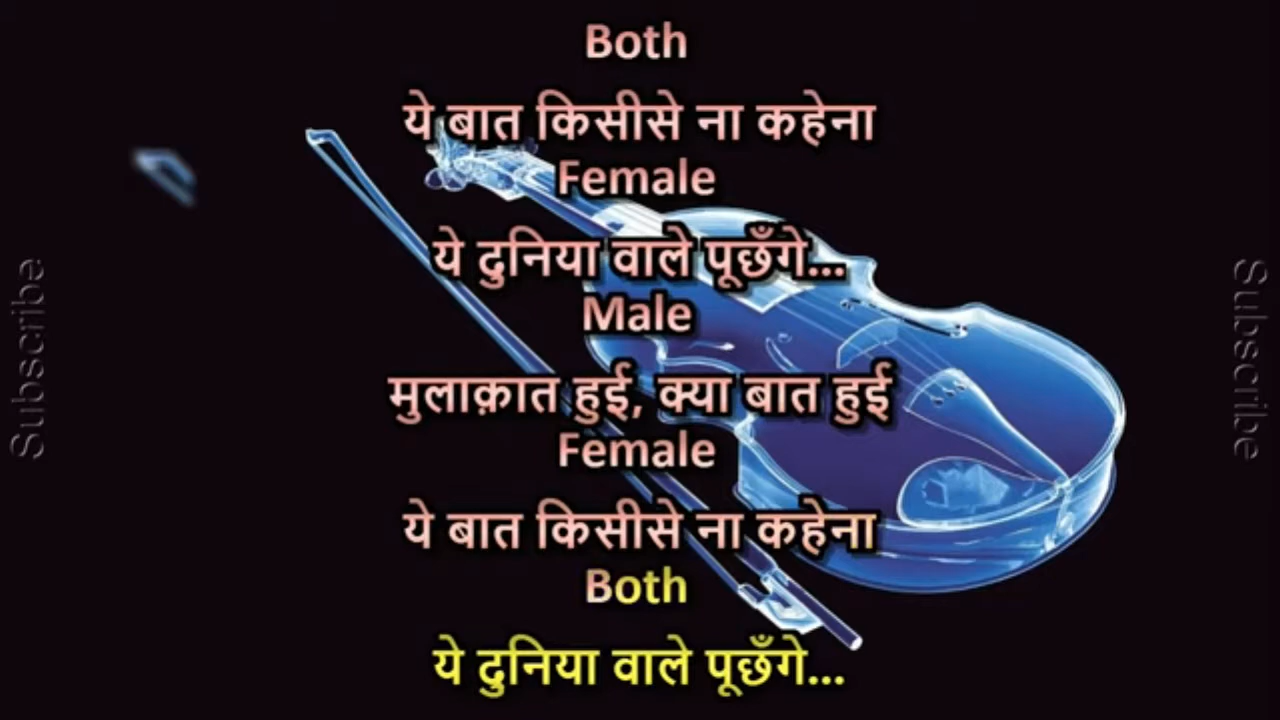 Both
ये बात किसीसे ना कहेना
Female
ये दुनिया वाले पूछँगे...
Male
मुलाक़ात हुई, क्या बात हुई
Female
ये बात किसीसे ना कहेना
Both
ये दुनिया वाले पूछँगे...
Subscribe
Subscribe